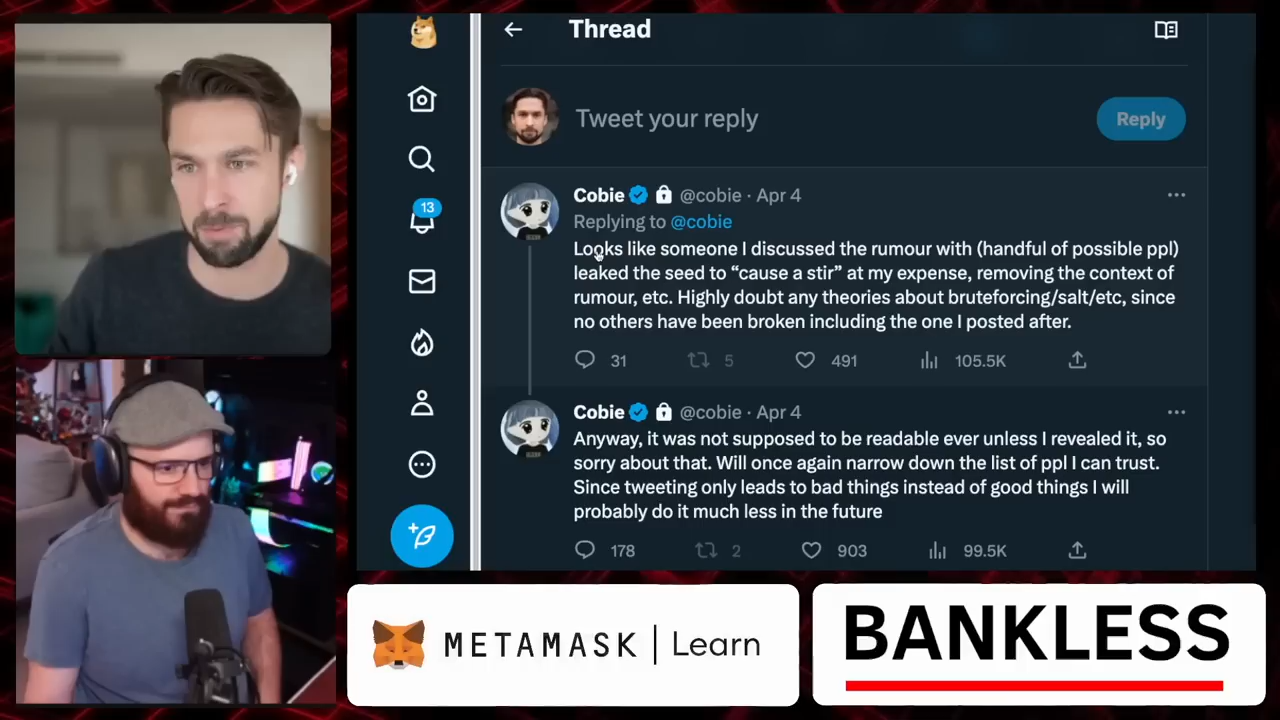 Thread
Tweet your reply
Reply
13
Cobie @cobie · Apr 4
Replying to @cobie
Looks like someone I discussed the rumour with (handful of possible ppl)
leaked the seed to “cause a stir” at my expense, removing the context of
rumour, etc. Highly doubt any theories about bruteforcing/salt/etc, since
no others have been broken including the one I posted after.
31 5 491 105.5K
Cobie @cobie · Apr 4
Anyway, it was not supposed to be readable ever unless I revealed it, so
sorry about that. Will once again narrow down the list of ppl I can trust.
Since tweeting only leads to bad things instead of good things I will
probably do it much less in the future
178 2 903 99.5K
METAMASK | Learn
BANKLESS